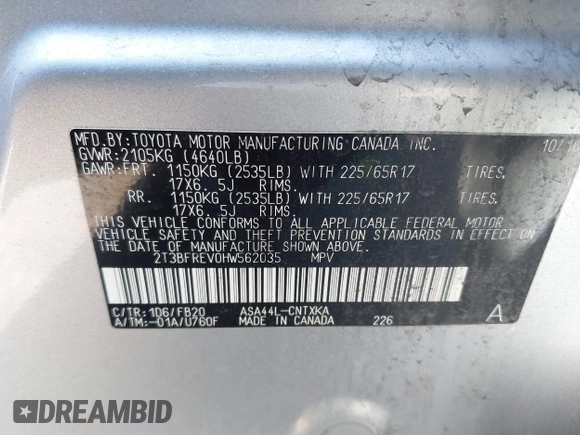 MFD.BY:TOYOTA MOTOR MANUFACTURING CANADA INC. 10/16
GVWR:2105KG (4640LB)
GAWR:FRT. 1150KG (2535LB) WITH 225/65R17 TIRES.
17X6.5J RIMS.
RR. 1150KG (2535LB) WITH 225/65R17 TIRES.
17X6.5J RIMS.
THIS VEHICLE CONFORMS TO ALL APPLICABLE FEDERAL MOTOR
VEHICLE SAFETY AND THEFT PREVENTION STANDARDS IN EFFECT
ON THE DATE OF MANUFACTURE SHOWN ABOVE.
2T3BFREV0HW562035 MPV
C/TR:1D6/FB20 ASA44L-CNTXKA
A/TM:-01A/U760F MADE IN CANADA 226 A
DREAMBID